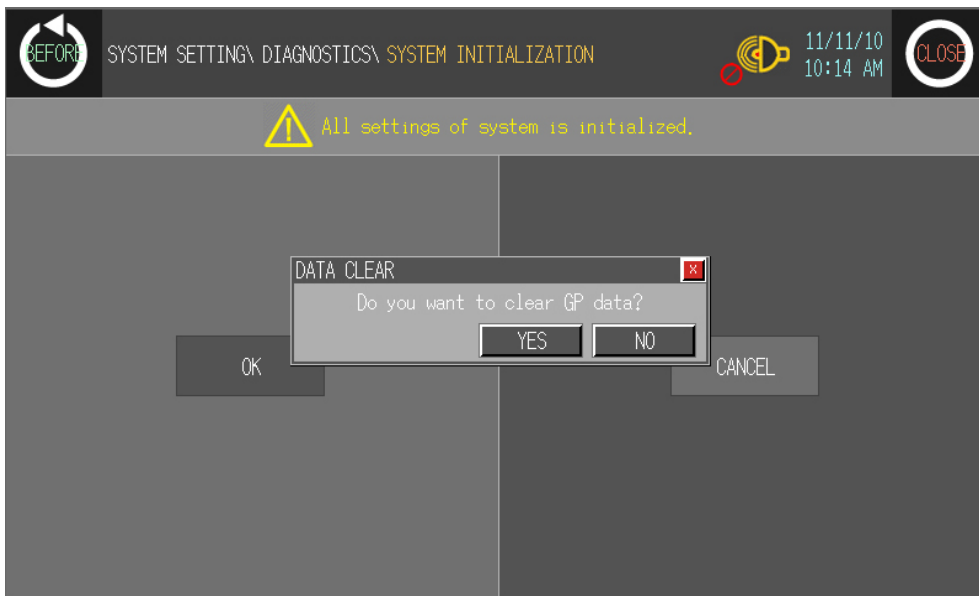 BEFORE
SYSTEM SETTING\ DIAGNOSTICS\ SYSTEM INITIALIZATION
11/11/10
10:14 AM
CLOSE
All settings of system is initialized.
DATA CLEAR
x
Do you want to clear GP data?
YES NO
OK
CANCEL